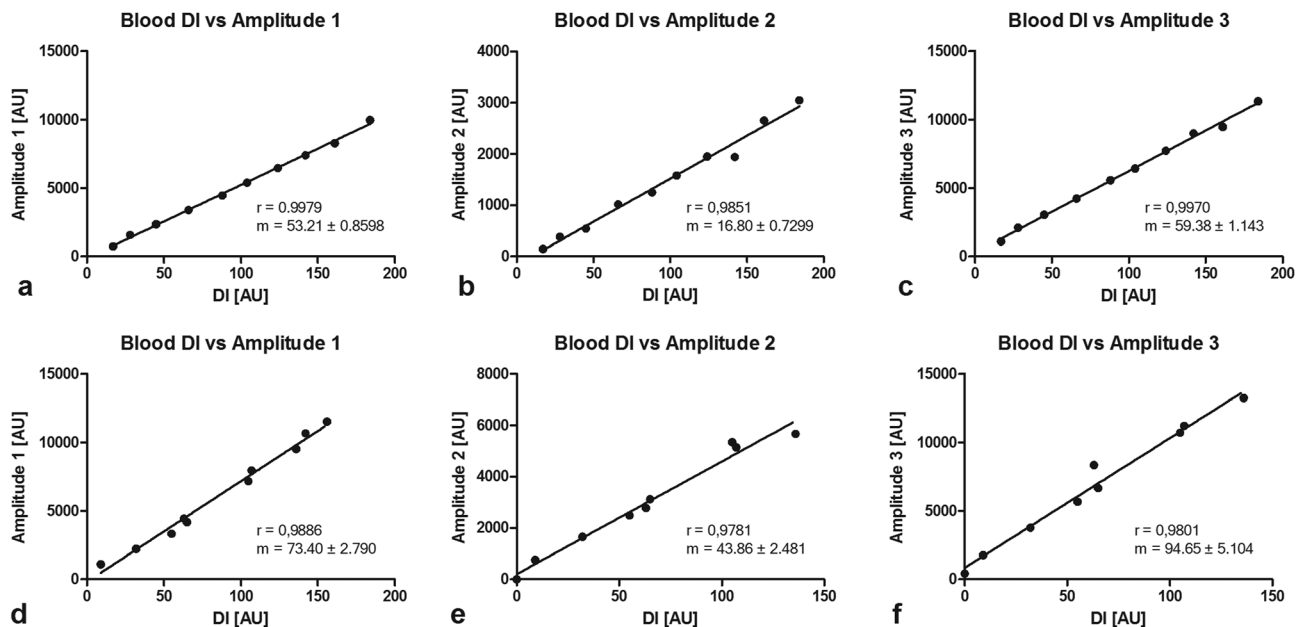 Blood DI vs Amplitude 1
15000
10000
5000
0
Amplitude 1 [AU]
r = 0.9979
m = 53.21 ± 0.8598
0 50 100 150 200
DI [AU]
a
Blood DI vs Amplitude 2
4000
3000
2000
1000
0
Amplitude 2 [AU]
r = 0,9851
m = 16.80 ± 0.7299
0 50 100 150 200
DI [AU]
b
Blood DI vs Amplitude 3
15000
10000
5000
0
Amplitude 3 [AU]
r = 0,9970
m = 59.38 ± 1.143
0 50 100 150 200
DI [AU]
c
Blood DI vs Amplitude 1
15000
10000
5000
0
Amplitude 1 [AU]
r = 0,9886
m = 73.40 ± 2.790
0 50 100 150 200
DI [AU]
d
Blood DI vs Amplitude 2
8000
6000
4000
2000
0
Amplitude 2 [AU]
r = 0,9781
m = 43.86 ± 2.481
0 50 100 150
DI [AU]
e
Blood DI vs Amplitude 3
15000
10000
5000
0
Amplitude 3 [AU]
r = 0,9801
m = 94.65 ± 5.104
0 50 100 150
DI [AU]
f